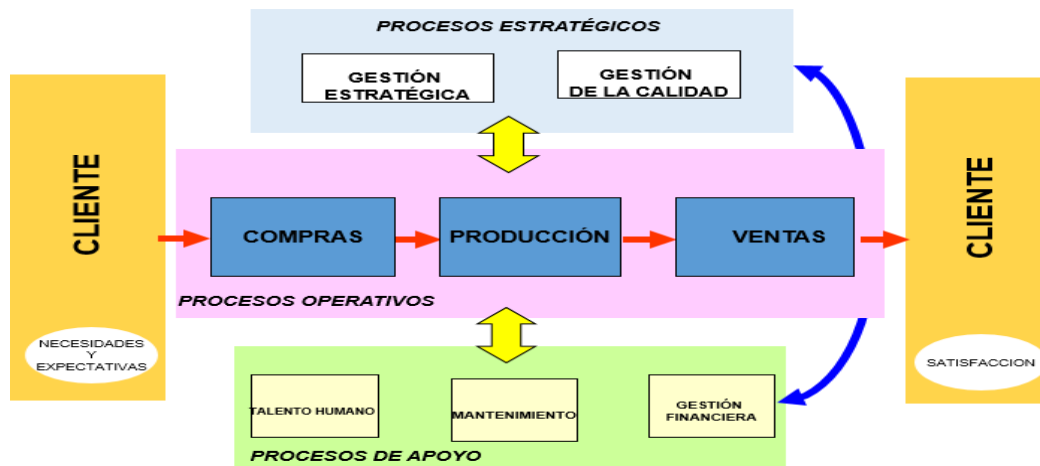 PROCESOS ESTRATÉGICOS
GESTIÓN
ESTRATÉGICA
GESTIÓN
DE LA CALIDAD
CLIENTE
NECESIDADES
Y
EXPECTATIVAS
COMPRAS
PRODUCCIÓN
VENTAS
PROCESOS OPERATIVOS
CLIENTE
SATISFACCION
TALENTO HUMANO
MANTENIMIENTO
GESTIÓN
FINANCIERA
PROCESOS DE APOYO